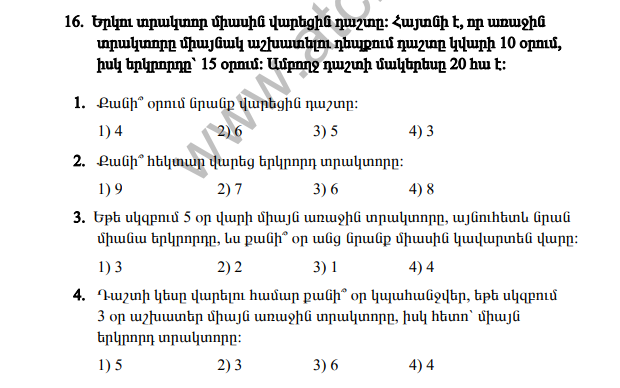 16. Երկու տրակտոր միասին վարեցին դաշտը: Հայտնի է, որ առաջին
տրակտորը միայնակ աշխատելու դեպքում դաշտը կվարի 10 օրում,
իսկ երկրորդը՝ 15 օրում: Ամբողջ դաշտի մակերեսը 20 հա է:
1. Քանի՞ օրում նրանք վարեցին դաշտը:
1) 4 2) 6 3) 5 4) 3
2. Քանի՞ հեկտար վարեց երկրորդ տրակտորը:
1) 9 2) 7 3) 6 4) 8
3. Եթե սկզբում 5 օր վարի միայն առաջին տրակտորը, այնուհետև նրան
միանա երկրորդը, ևս քանի՞ օր անց նրանք միասին կավարտեն վարը:
1) 3 2) 2 3) 1 4) 4
4. Դաշտի կեսը վարելու համար քանի՞ օր կպահանջվեր, եթե սկզբում
3 օր աշխատեր միայն առաջին տրակտորը, իսկ հետո՝ միայն
երկրորդ տրակտորը:
1) 5 2) 3 3) 6 4) 4